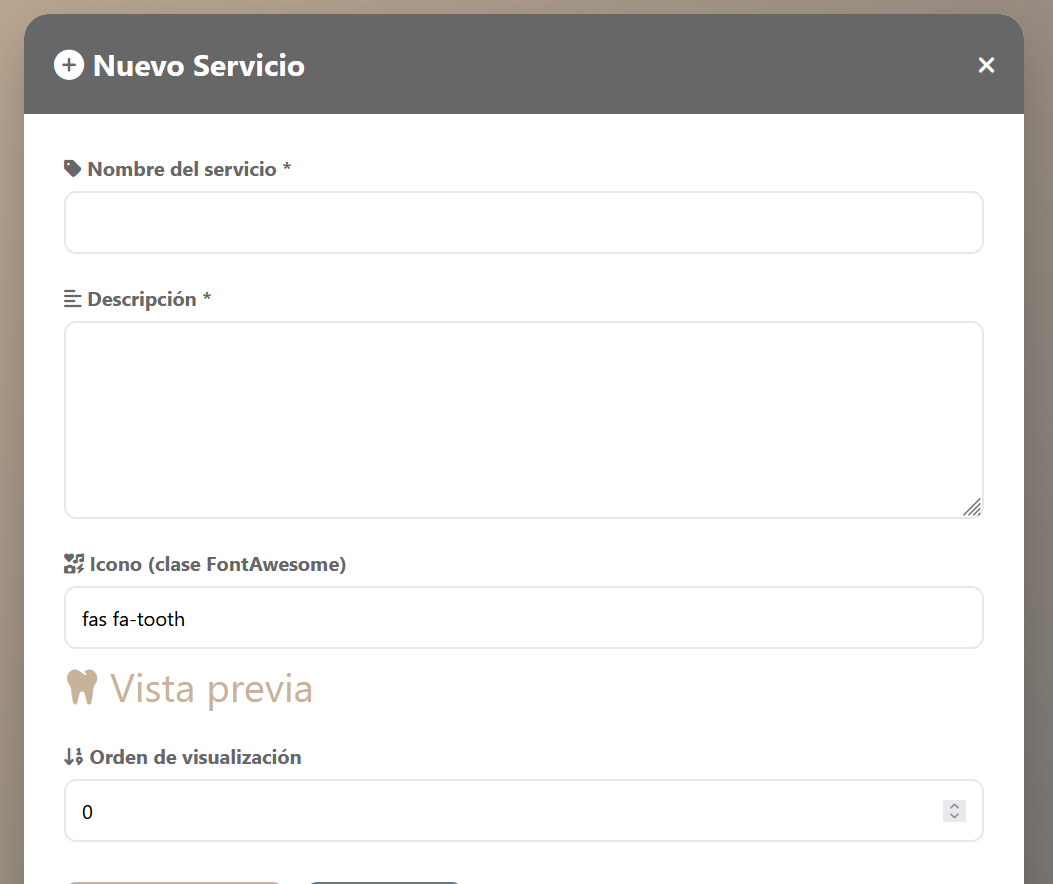 Nuevo Servicio
Nombre del servicio *
Descripción *
Icono (clase FontAwesome)
fas fa-tooth
Vista previa
Orden de visualización
0